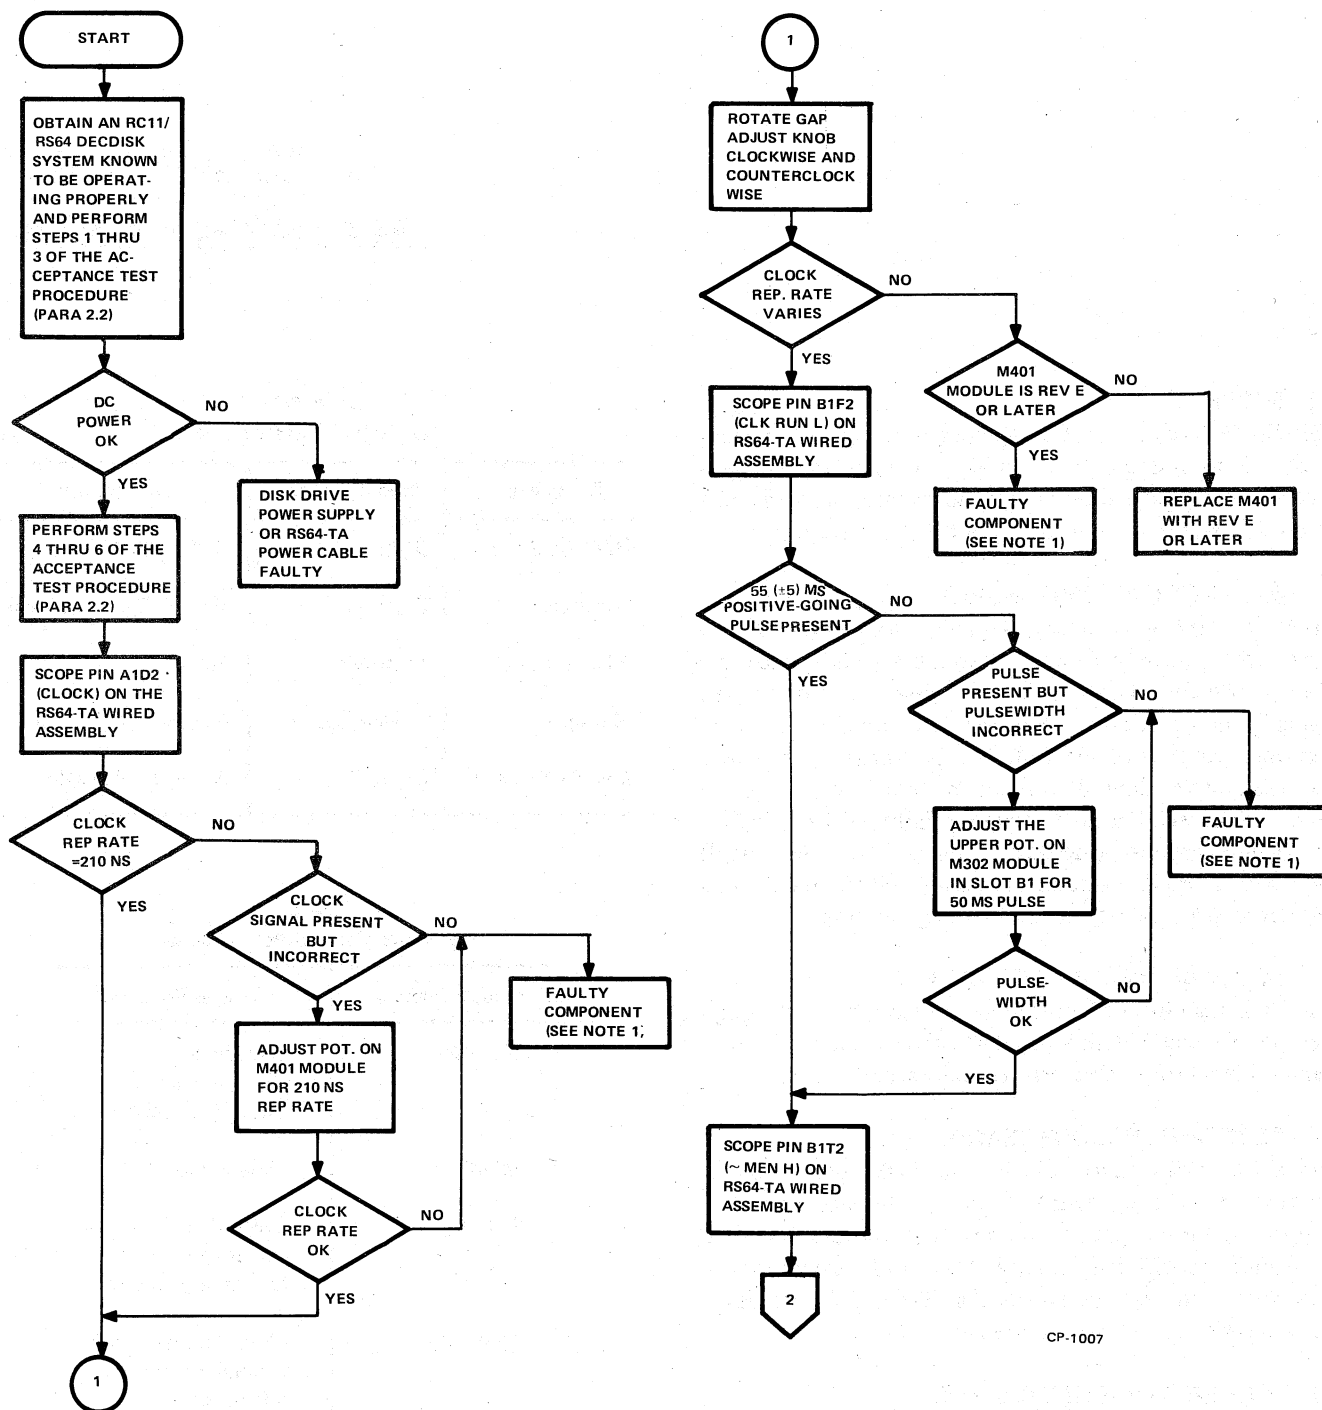 START
OBTAIN AN RC11/
RS64 DECDISK
SYSTEM KNOWN
TO BE OPERAT-
ING PROPERLY
AND PERFORM
STEPS 1 THRU
3 OF THE AC-
CEPTANCE TEST
PROCEDURE
(PARA 2.2)
DC
POWER
OK
NO
YES
DISK DRIVE
POWER SUPPLY
OR RS64-TA
POWER CABLE
FAULTY
PERFORM STEPS
4 THRU 6 OF THE
ACCEPTANCE
TEST PROCEDURE
(PARA 2.2)
SCOPE PIN A1D2
(CLOCK) ON THE
RS64-TA WIRED
ASSEMBLY
CLOCK
REP RATE
=210 NS
NO
YES
CLOCK
SIGNAL PRESENT
BUT
INCORRECT
NO
YES
FAULTY
COMPONENT
(SEE NOTE 1)
ADJUST POT. ON
M401 MODULE
FOR 210 NS
REP RATE
CLOCK
REP RATE
OK
NO
YES
1
1
ROTATE GAP
ADJUST KNOB
CLOCKWISE AND
COUNTERCLOCK
WISE
CLOCK
REP. RATE
VARIES
NO
YES
M401
MODULE IS REV E
OR LATER
NO
YES
SCOPE PIN B1F2
(CLK RUN L) ON
RS64-TA WIRED
ASSEMBLY
FAULTY
COMPONENT
(SEE NOTE 1)
REPLACE M401
WITH REV E
OR LATER
55 (±5) MS
POSITIVE-GOING
PULSE PRESENT
NO
YES
PULSE
PRESENT BUT
PULSEWIDTH
INCORRECT
NO
ADJUST THE
UPPER POT. ON
M302 MODULE
IN SLOT B1 FOR
50 MS PULSE
FAULTY
COMPONENT
(SEE NOTE 1)
PULSE-
WIDTH
OK
NO
YES
SCOPE PIN B1T2
(~ MEN H) ON
RS64-TA WIRED
ASSEMBLY
2
CP-1007